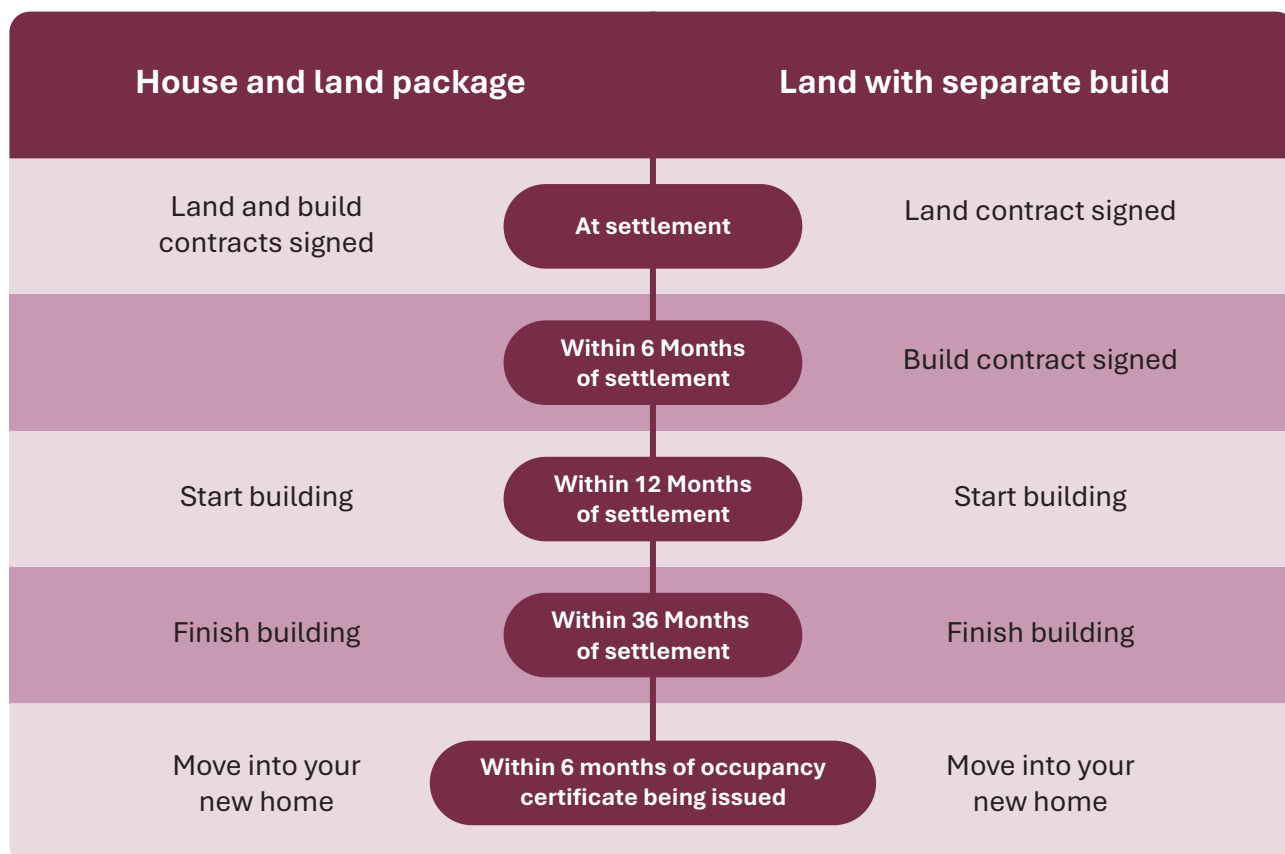 House and land package
Land with separate build
Land and build
contracts signed
At settlement
Land contract signed
Within 6 Months
of settlement
Build contract signed
Start building
Within 12 Months
of settlement
Start building
Finish building
Within 36 Months
of settlement
Finish building
Move into your
new home
Within 6 months of occupancy
certificate being issued
Move into your
new home